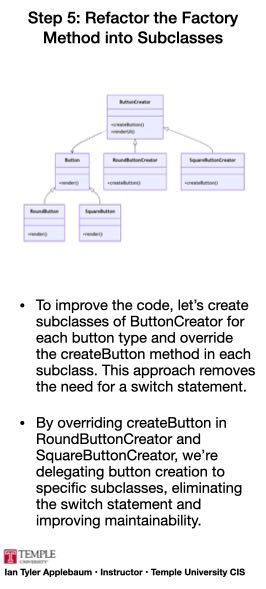 Step 5: Refactor the Factory
Method into Subclasses
ButtonCreator
+createButton()
+renderUI()
Button
+render()
RoundButtonCreator
+createButton()
SquareButtonCreator
+createButton()
RoundButton
+render()
SquareButton
+render()
• To improve the code, let’s create
subclasses of ButtonCreator for
each button type and override
the createButton method in each
subclass. This approach removes
the need for a switch statement.
• By overriding createButton in
RoundButtonCreator and
SquareButtonCreator, we’re
delegating button creation to
specific subclasses, eliminating
the switch statement and
improving maintainability.
TEMPLE
UNIVERSITY
Ian Tyler Applebaum • Instructor • Temple University CIS